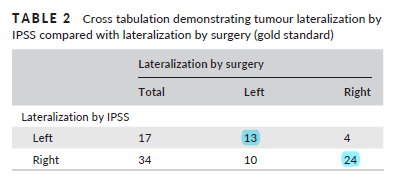 TABLE 2 Cross tabulation demonstrating tumour lateralization by
IPSS compared with lateralization by surgery (gold standard)
Lateralization by surgery
Total Left Right
Lateralization by IPSS
Left 17 13 4
Right 34 10 24